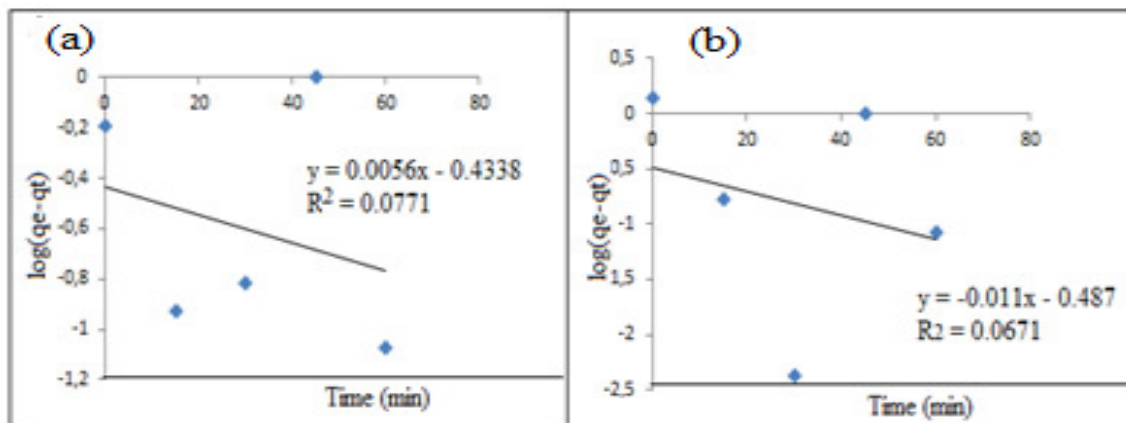 (a)
0
0 20 40 60 80
-0,2
-0,4
-0,6
-0,8
-1
-1,2
log(qe-qt)
y = 0.0056x - 0.4338
R² = 0.0771
Time (min)
(b)
0,5
0
0 20 40 60 80
0,5
-1
-1,5
-2
-2,5
log(qe-qt)
y = -0.011x - 0.487
R2 = 0.0671
Time (min)